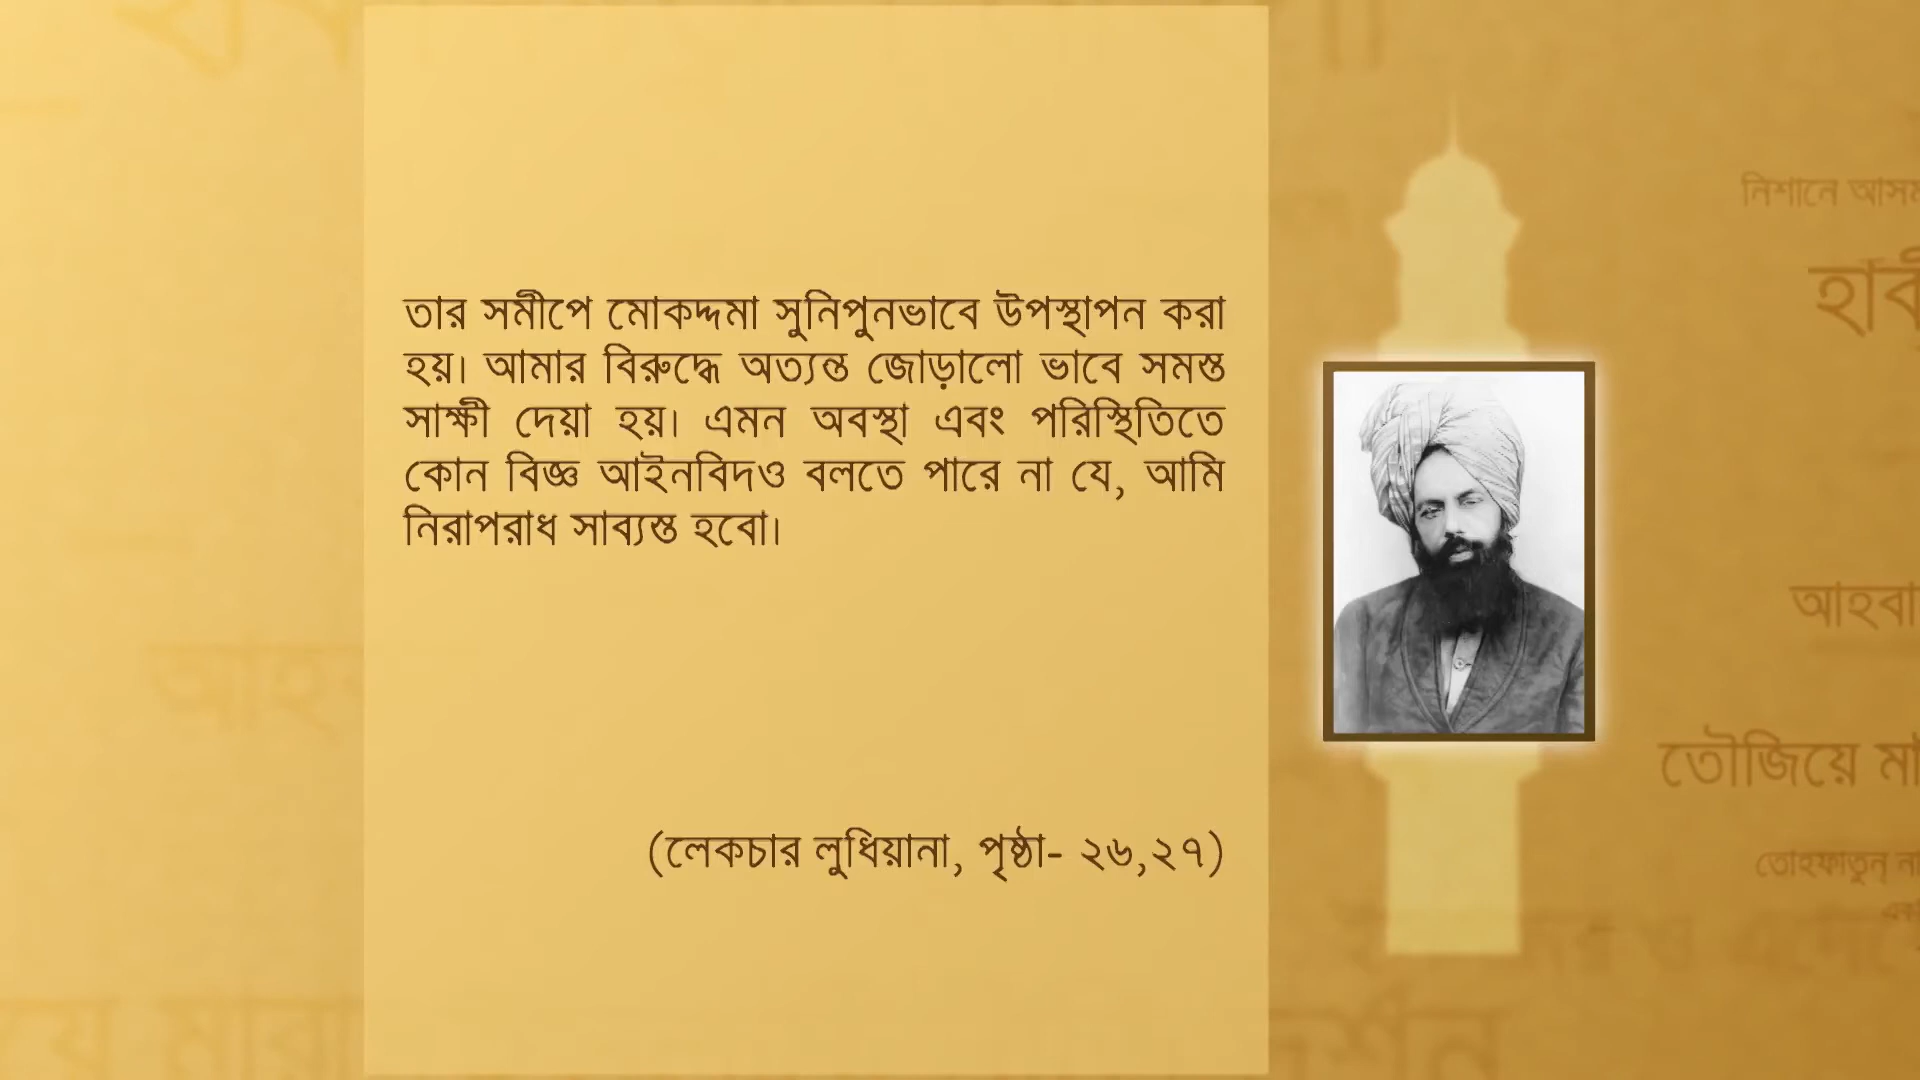 তার সমীপে মোকদ্দমা সুনিপুনভাবে উপস্থাপন করা
হয়। আমার বিরুদ্ধে অত্যন্ত জোড়ালো ভাবে সমস্ত
সাক্ষী দেয়া হয়। এমন অবস্থা এবং পরিস্থিতিতে
কোন বিজ্ঞ আইনবিদও বলতে পারে না যে, আমি
নিরাপরাধ সাব্যস্ত হবো।
(লেকচার লুধিয়ানা, পৃষ্ঠা- ২৬,২৭)
নিশানে
তৌজিয়ে